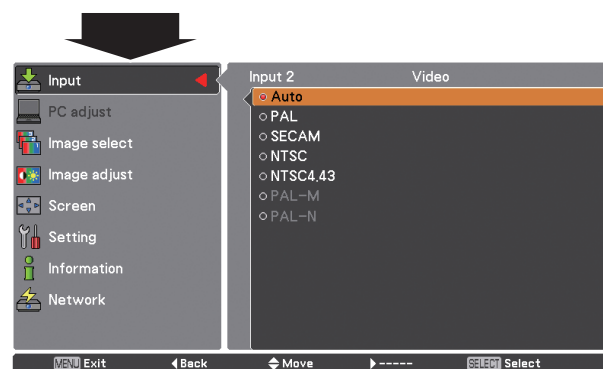 Input
PC adjust
Image select
Image adjust
Screen
Setting
Information
Network
Input 2 Video
Auto
PAL
SECAM
NTSC
NTSC4.43
PAL-M
PAL-N
MENU Exit Back Move ----- SELECT Select